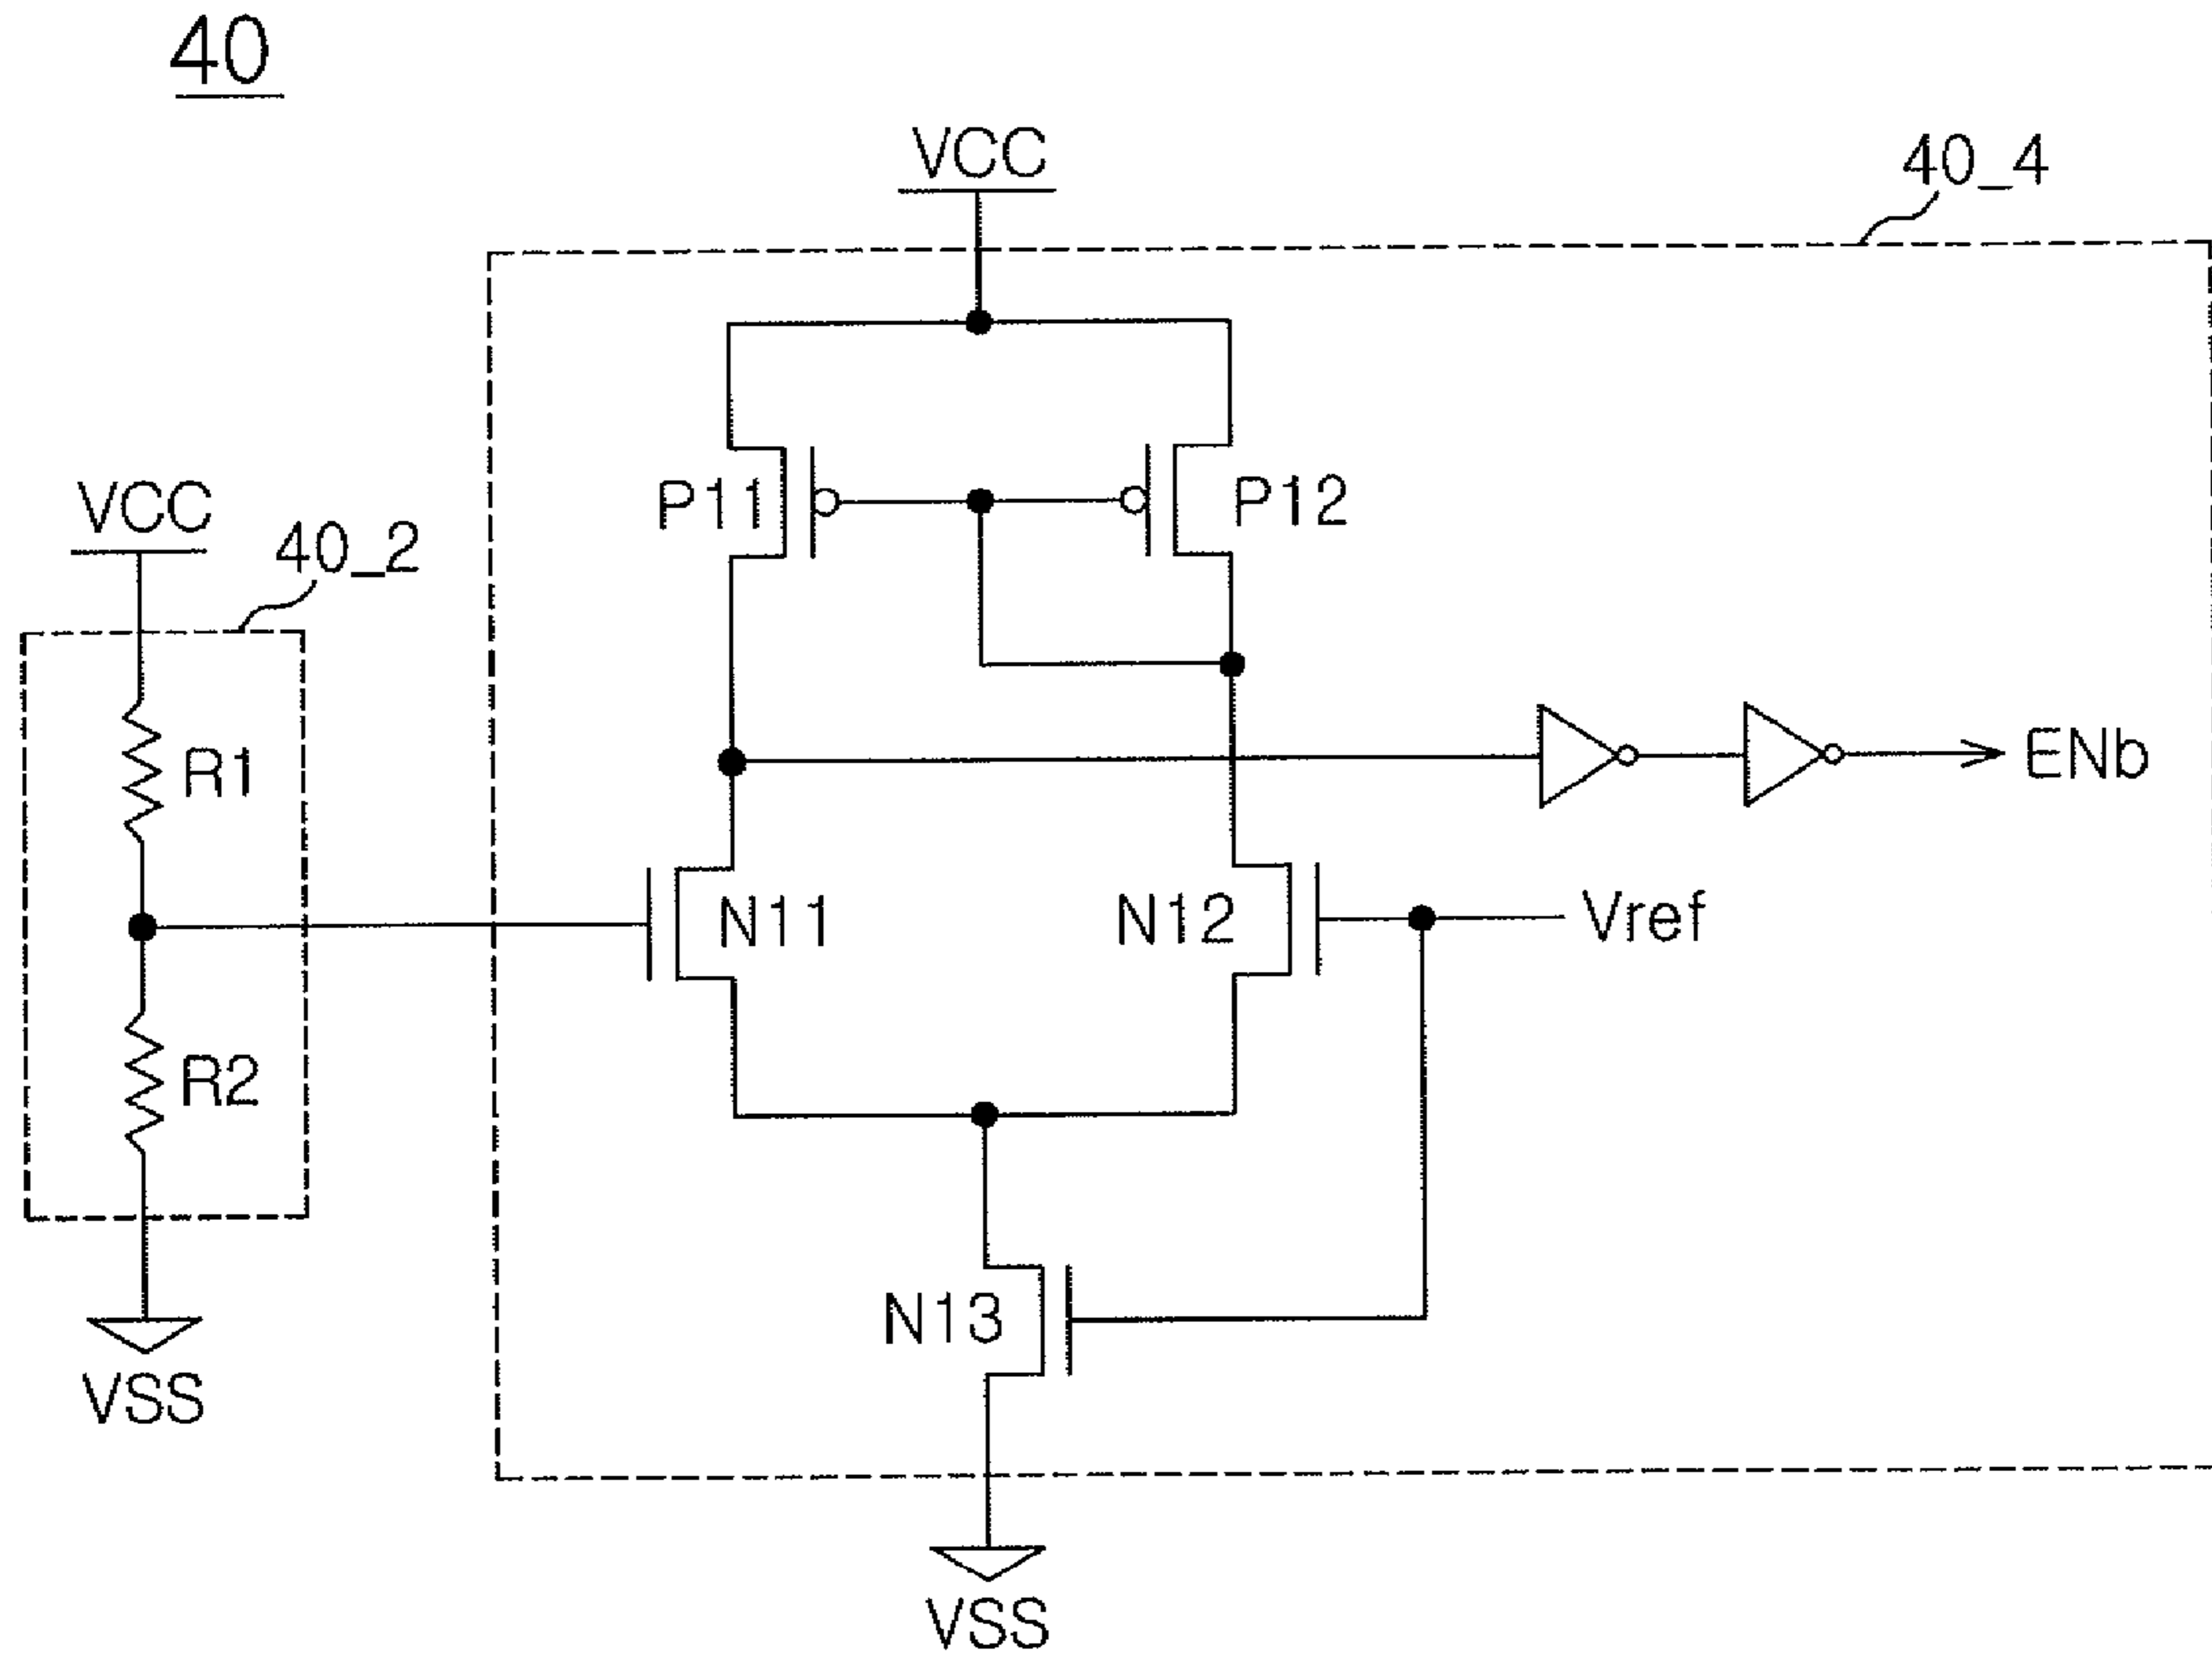 40
VCC
40_4
P11
P12
VCC
40_2
R1
ENb
N11
N12
Vref
R2
N13
VSS
VSS